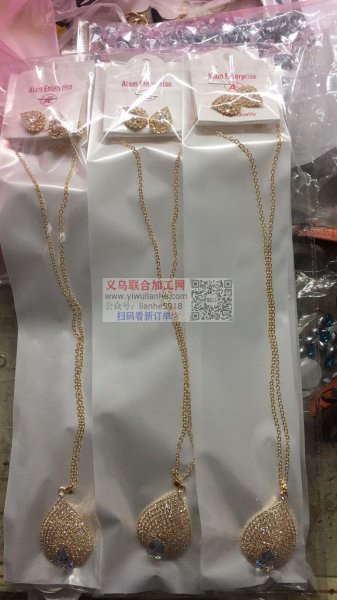 Alam Enterprise
Alam Enterprise
Alam Enterprise
Quality
义乌联合加工网
www.yiwulianhe.com
公众号：lianhe5918
扫码看新订单